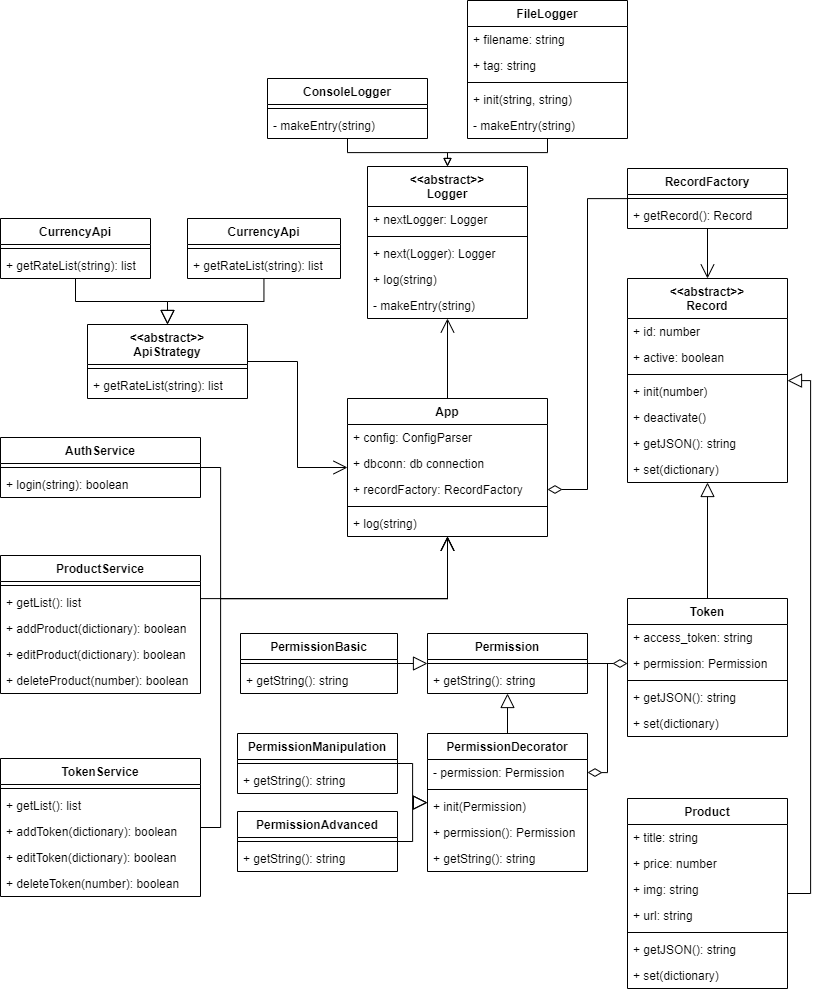 FileLogger
+ filename: string
+ tag: string
+ init(string, string)
- makeEntry(string)
ConsoleLogger
- makeEntry(string)
<<abstract>>
Logger
+ nextLogger: Logger
+ next(Logger): Logger
+ log(string)
- makeEntry(string)
RecordFactory
+ getRecord(): Record
CurrencyApi
+ getRateList(string): list
CurrencyApi
+ getRateList(string): list
<<abstract>>
ApiStrategy
+ getRateList(string): list
<<abstract>>
Record
+ id: number
+ active: boolean
+ init(number)
+ deactivate()
+ getJSON(): string
+ set(dictionary)
App
+ config: ConfigParser
+ dbconn: db connection
+ recordFactory: RecordFactory
+ log(string)
AuthService
+ login(string): boolean
ProductService
+ getList(): list
+ addProduct(dictionary): boolean
+ editProduct(dictionary): boolean
+ deleteProduct(number): boolean
PermissionBasic
+ getString(): string
Permission
+ getString(): string
Token
+ access_token: string
+ permission: Permission
+ getJSON(): string
+ set(dictionary)
PermissionManipulation
+ getString(): string
PermissionDecorator
- permission: Permission
+ init(Permission)
+ permission(): Permission
+ getString(): string
PermissionAdvanced
+ getString(): string
TokenService
+ getList(): list
+ addToken(dictionary): boolean
+ editToken(dictionary): boolean
+ deleteToken(number): boolean
Product
+ title: string
+ price: number
+ img: string
+ url: string
+ getJSON(): string
+ set(dictionary)